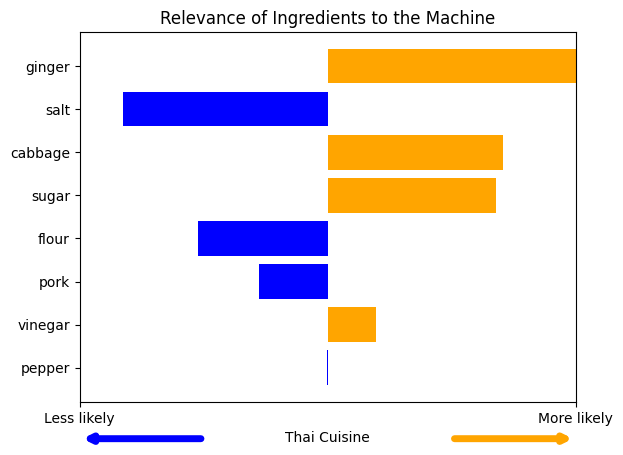 Relevance of Ingredients to the Machine
ginger
salt
cabbage
sugar
flour
pork
vinegar
pepper
Less likely More likely
Thai Cuisine